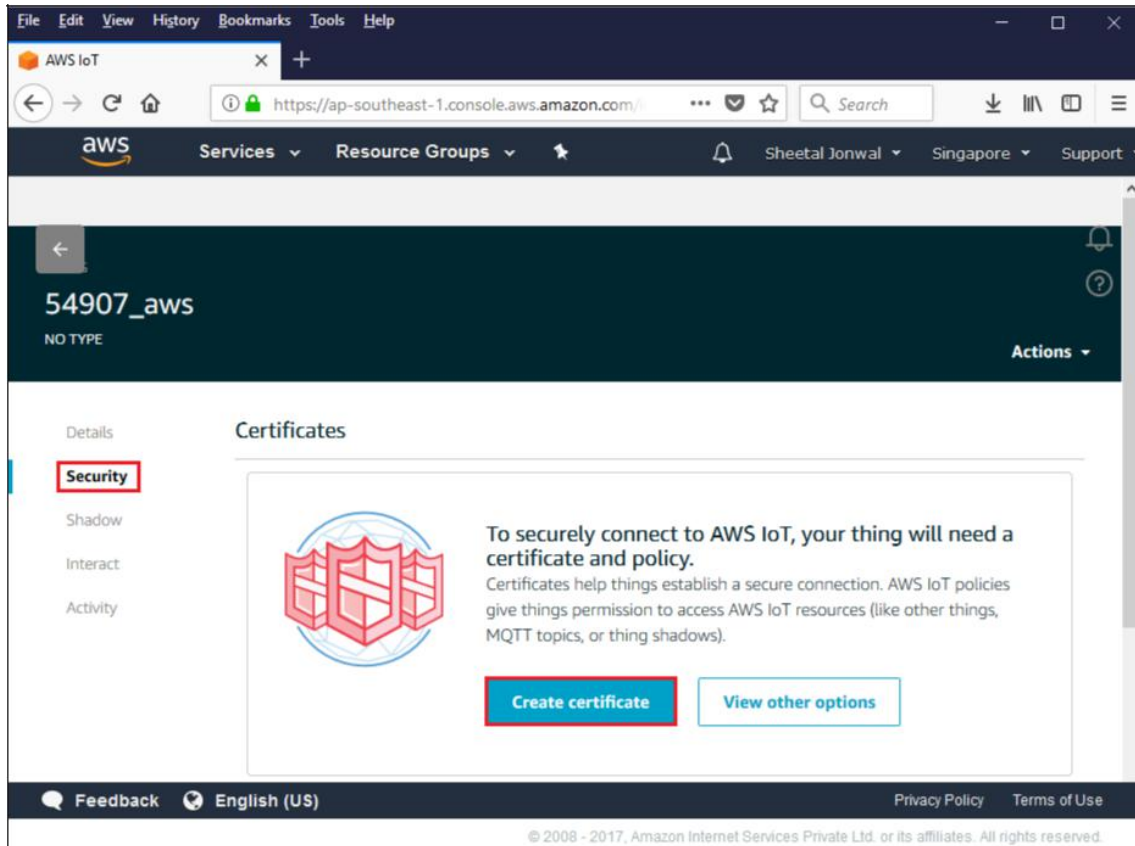 File Edit View History Bookmarks Tools Help
AWS IoT
https://ap-southeast-1.console.aws.amazon.com/
Search
aws Services Resource Groups Sheetal Jonwal Singapore Support
54907_aws
NO TYPE
Actions
Details
Security
Shadow
Interact
Activity
Certificates
To securely connect to AWS IoT, your thing will need a
certificate and policy.
Certificates help things establish a secure connection. AWS IoT policies
give things permission to access AWS IoT resources (like other things,
MQTT topics, or thing shadows).
Create certificate View other options
Feedback English (US) Privacy Policy Terms of Use
© 2008 - 2017, Amazon Internet Services Private Ltd. or its affiliates. All rights reserved.